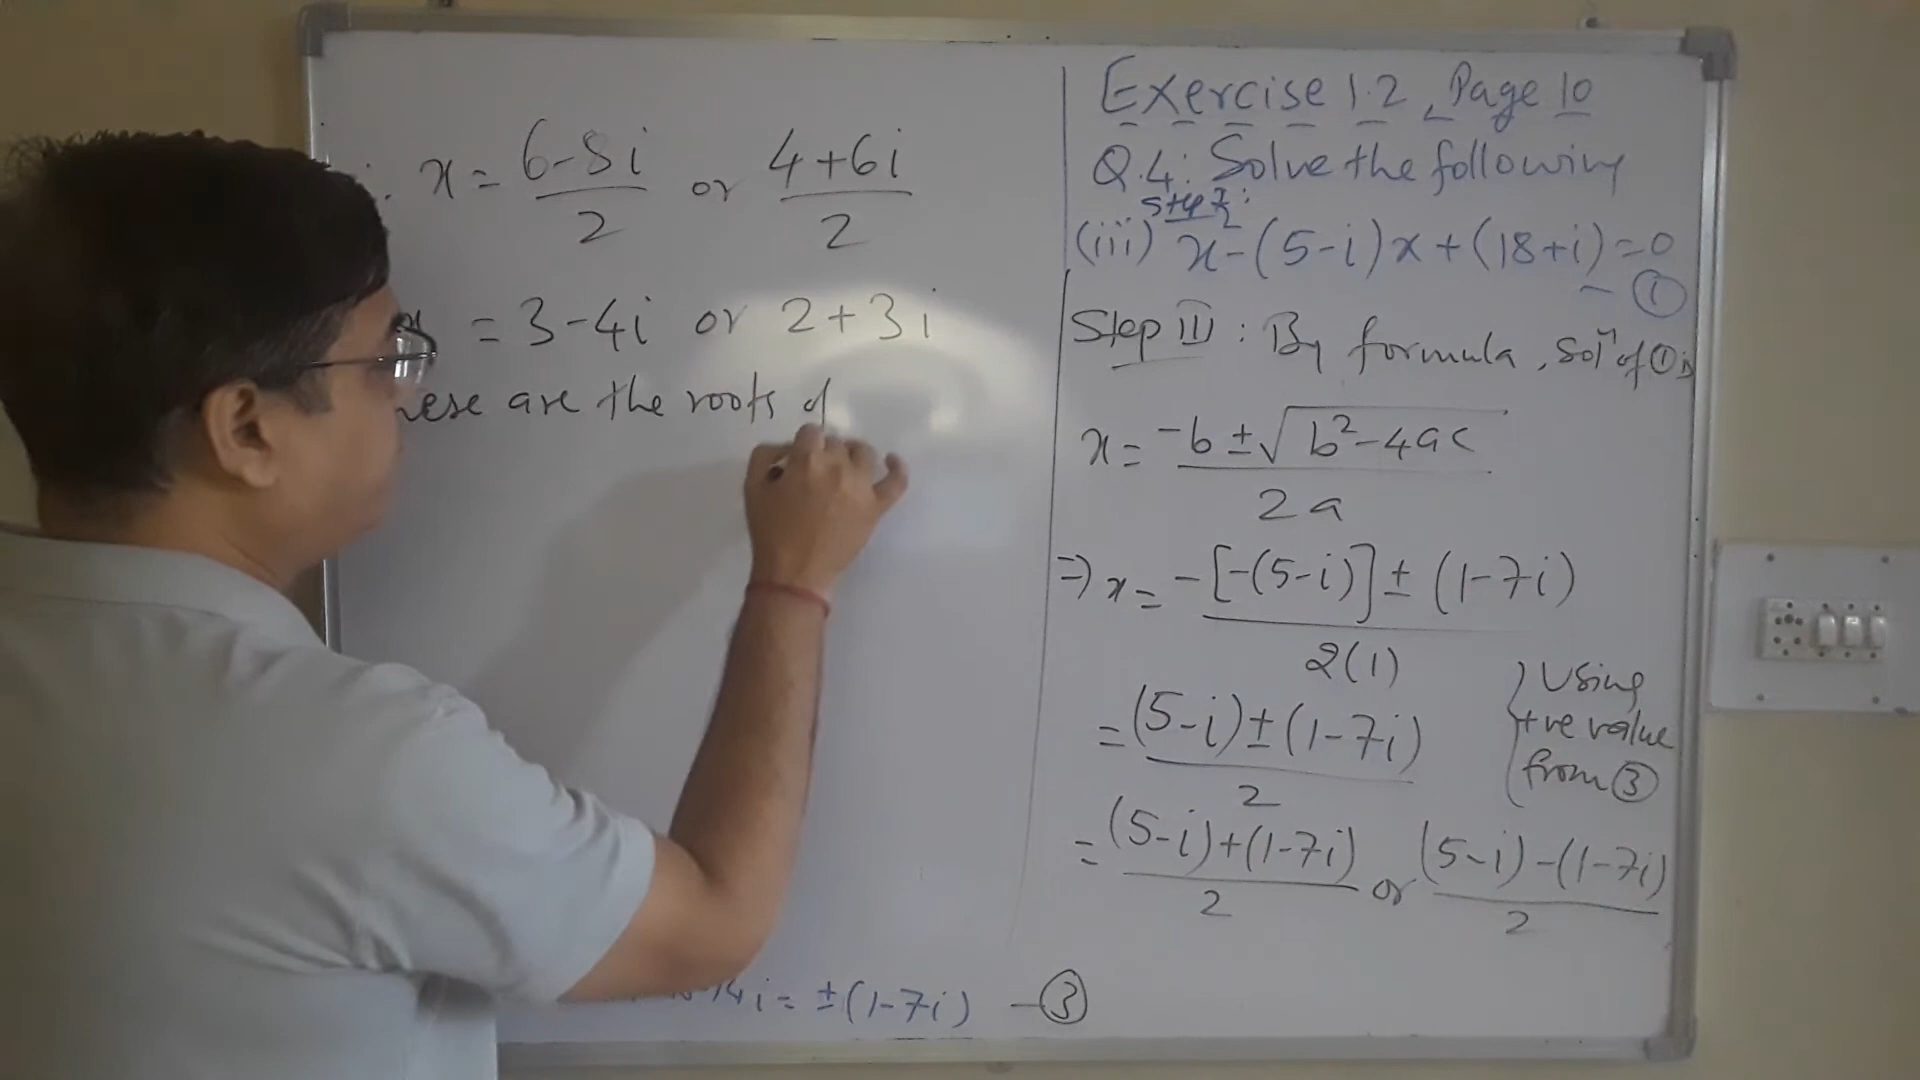 ∴ x = 6-8i/2 or 4+6i/2
= 3-4i or 2+3i
are the roots of
= ±(1-7i) - ③
Exercise 1.2, Page 10
Q.4: Solve the following
Step I:
(iii) x²-(5-i)x+(18+i)=0
- ①
Step III: By formula, Solⁿ of ① is
x = -b ± √b²-4ac / 2a
⇒ x = -[-(5-i)] ± (1-7i) / 2(1)
= (5-i) ± (1-7i) / 2
Using
+ve value
from ③
= (5-i)+(1-7i) / 2 or (5-i)-(1-7i) / 2